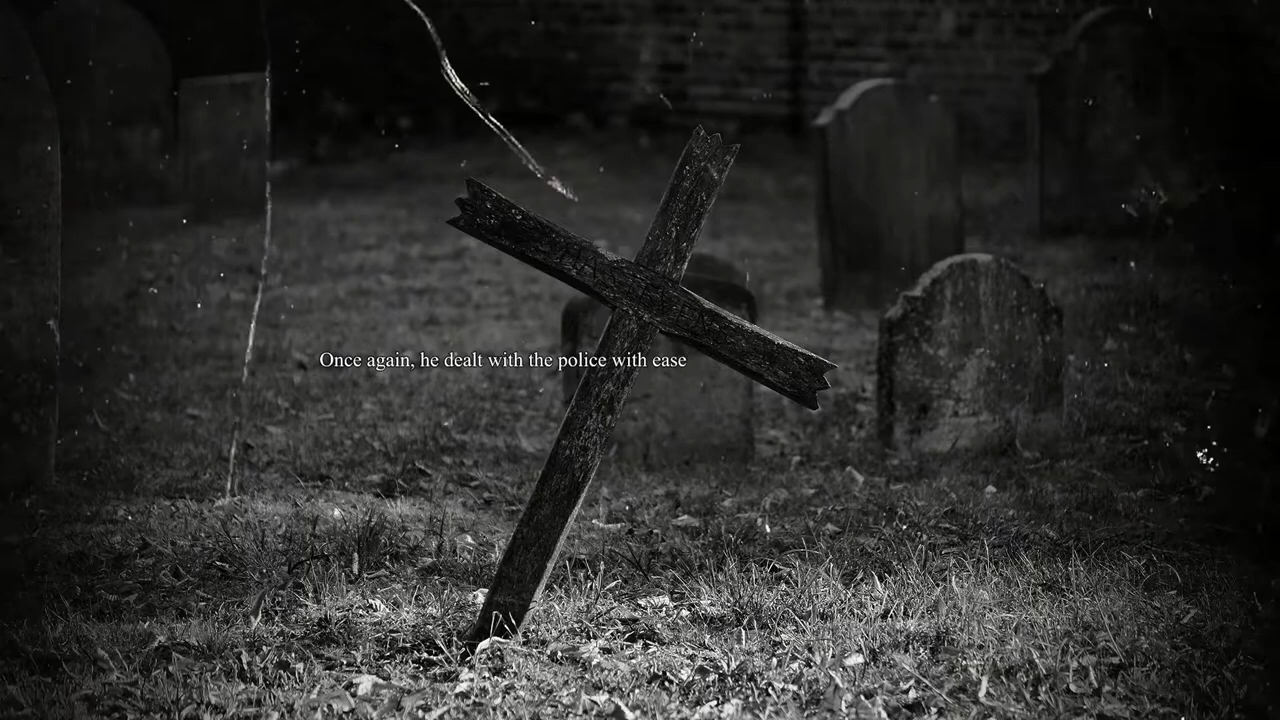 Once again, he dealt with the police with ease